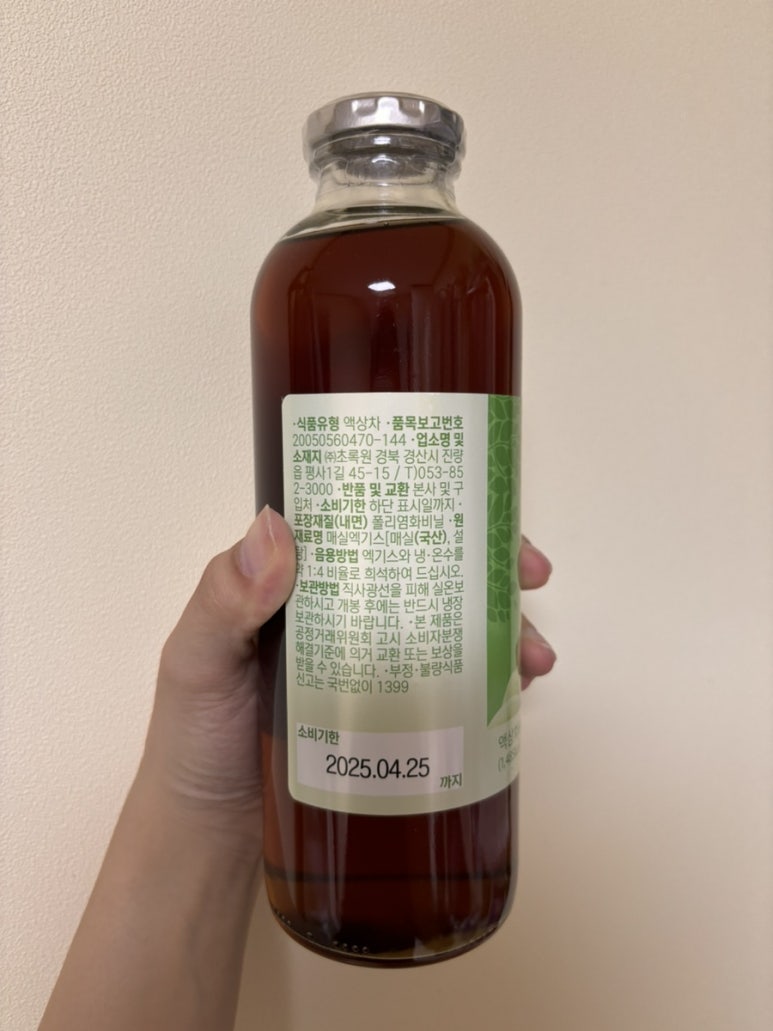 ·식품유형 액상차 ·품목보고번호
20050560470-144 ·업소명 및
소재지 ㈜초록원 경북 경산시 진량
읍 평사1길 45-15 / T)053-85
2-3000 ·반품 및 교환 본사 및 구
입처 ·소비기한 하단 표시일까지 ·
포장재질(내면) 폴리염화비닐 ·원
재료명 매실엑기스[매실(국산), 설
탕] ·음용방법 엑기스와 냉·온수를
약 1:4 비율로 희석하여 드십시오.
·보관방법 직사광선을 피해 실온보
관하시고 개봉 후에는 반드시 냉장
보관하시기 바랍니다. ·본 제품은
공정거래위원회 고시 소비자분쟁
해결기준에 의거 교환 또는 보상을
받을 수 있습니다. ·부정·불량식품
신고는 국번없이 1399
소비기한
2025.04.25
까지